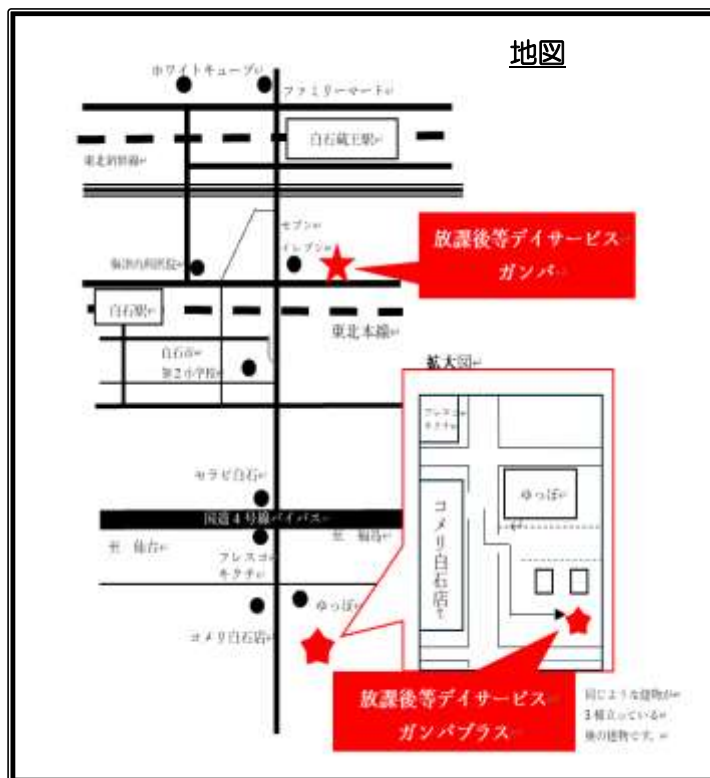 地図
ホワイトキューブ
ファミリーマート
白石蔵王駅
東北新幹線
セブン
イレブン
放課後等デイサービス
ガンバ
白石駅
東北本線
白石市
第2小学校
拡大図
フレスコ
キクチ
ゆっぽ
コメリ白石店
セラビ白石
国道4号線バイパス
至 仙台
至 福島
フレスコ
キクチ
ゆっぽ
コメリ白石店
放課後等デイサービス
ガンバプラス
同じような建物が
3棟立っている
後の建物です。